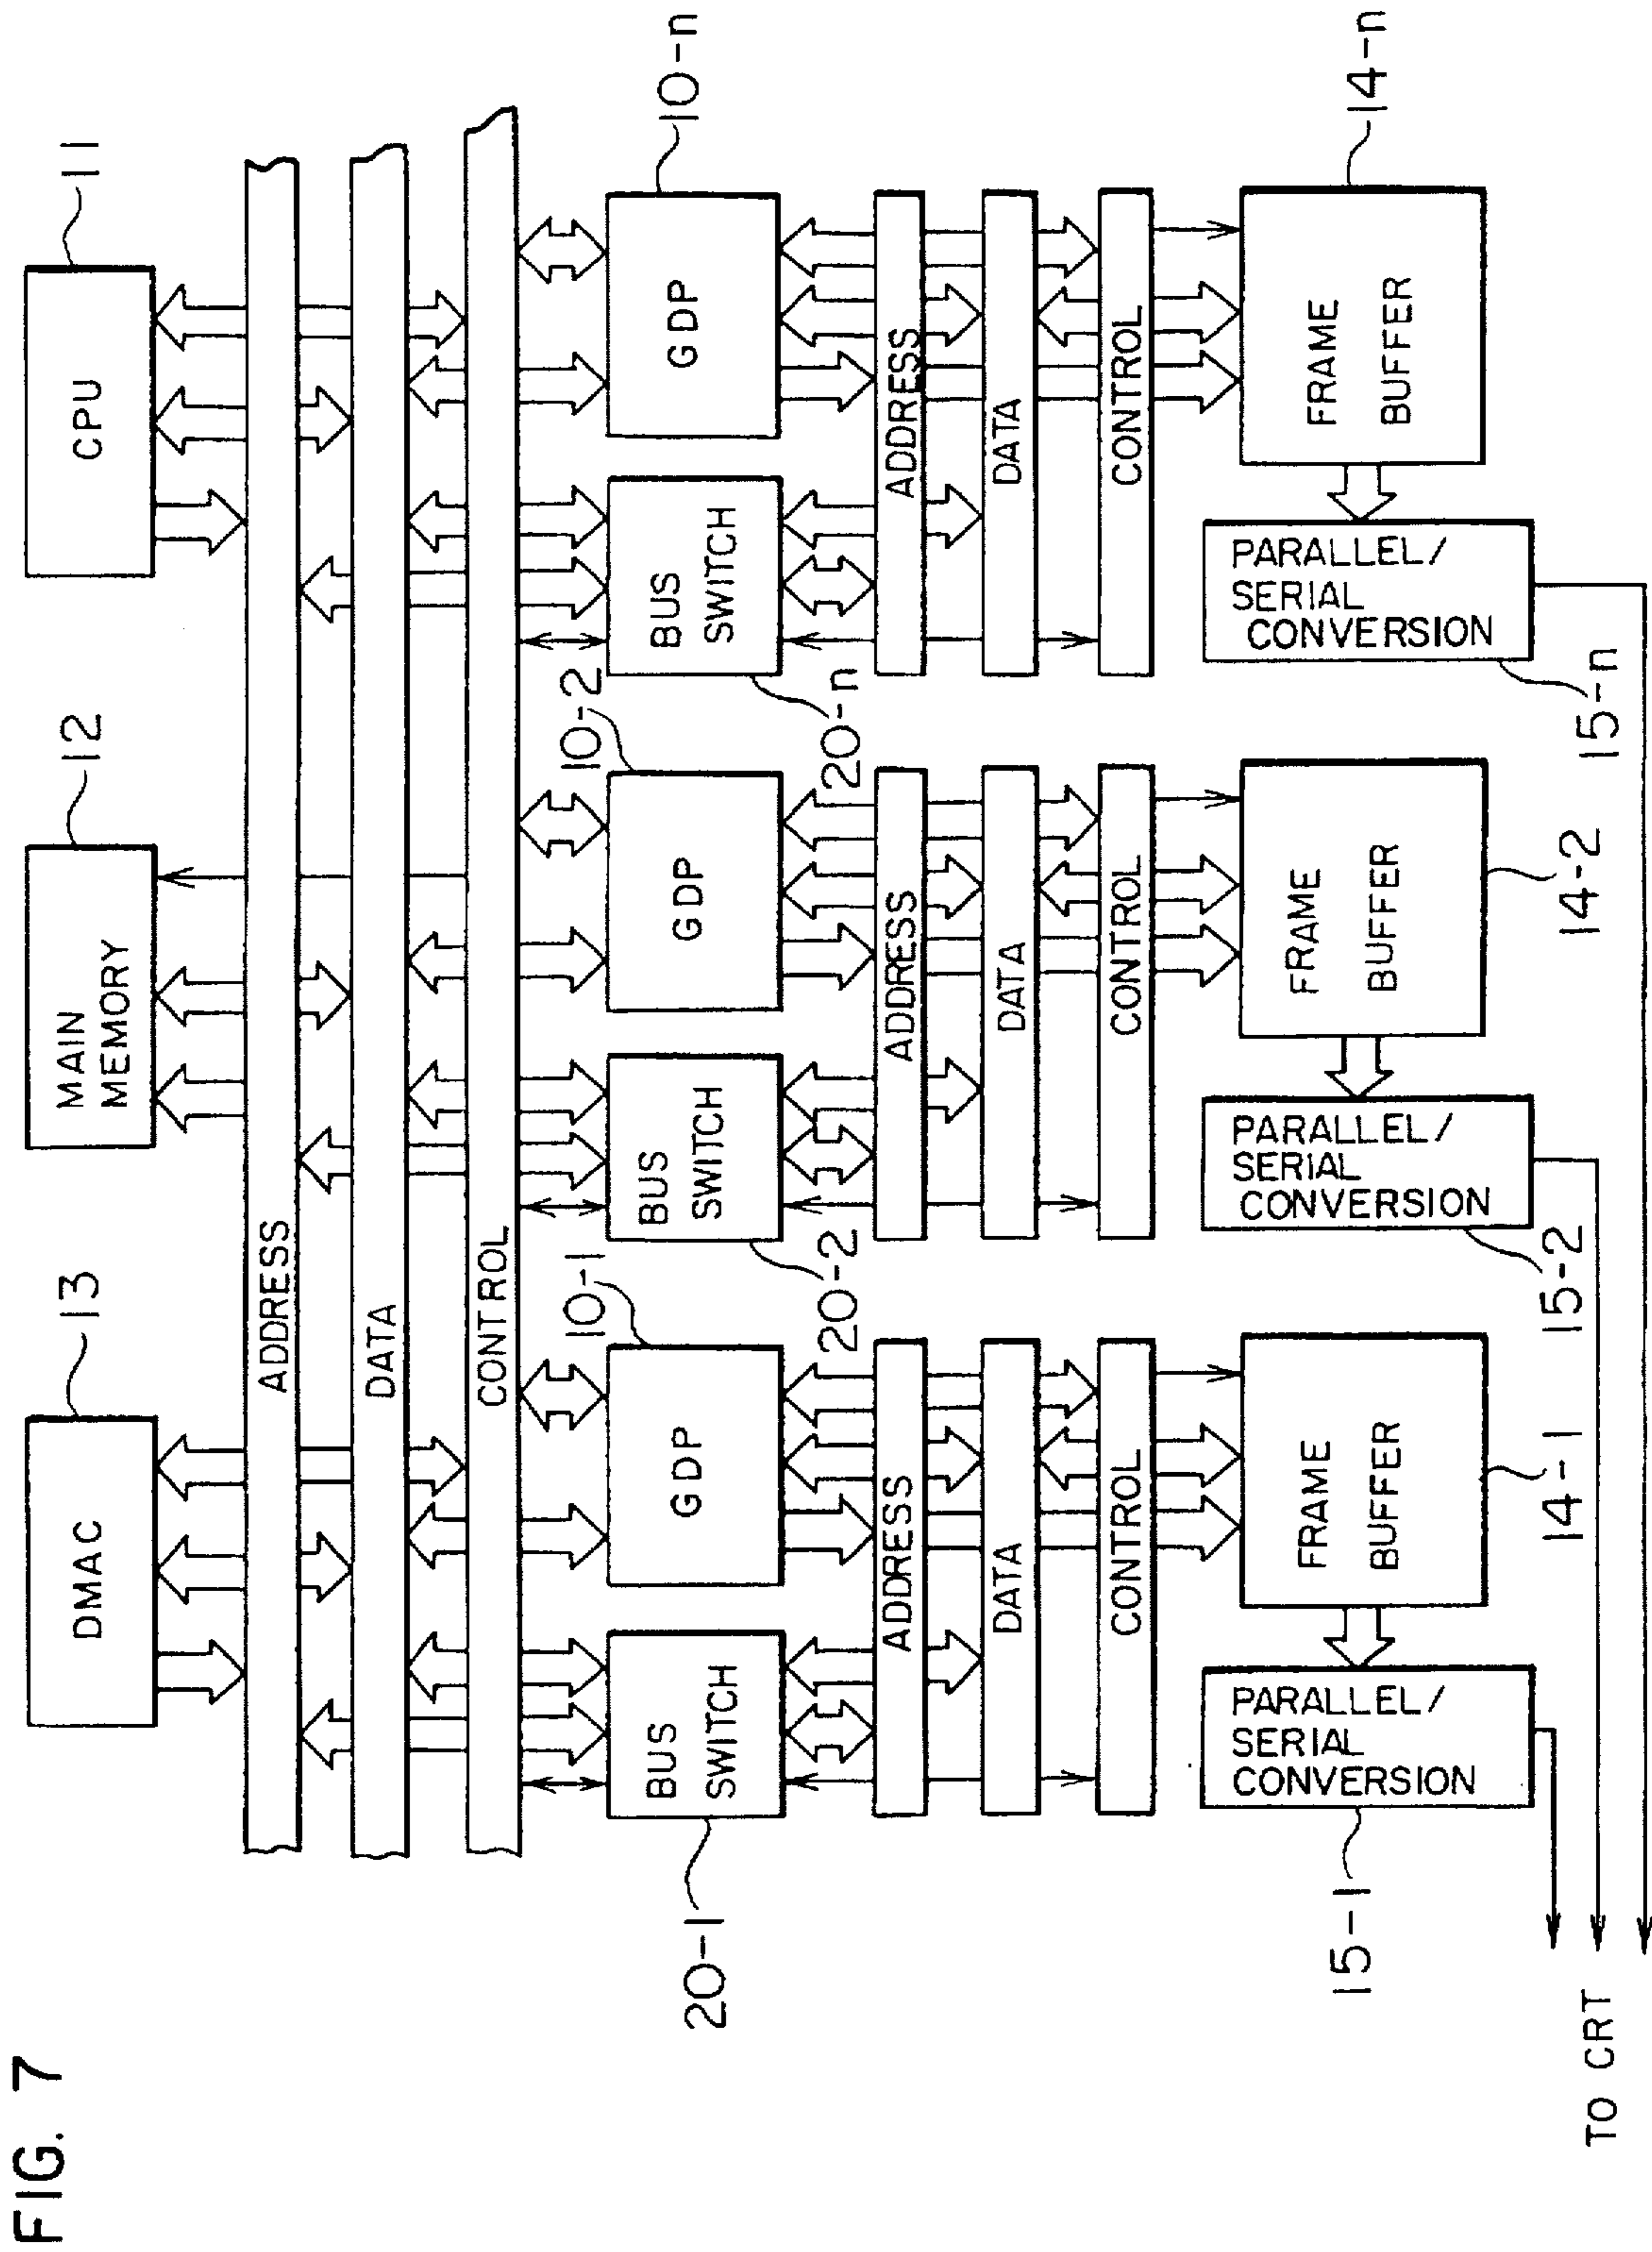 FIG. 7
13
12
11
DMAC
MAIN
MEMORY
CPU
ADDRESS
DATA
CONTROL
10-1
10-2
10-n
BUS
SWITCH
GDP
BUS
SWITCH
GDP
BUS
SWITCH
GDP
20-1
20-2
20-n
ADDRESS
DATA
CONTROL
ADDRESS
DATA
CONTROL
ADDRESS
DATA
CONTROL
15-1
PARALLEL/
SERIAL
CONVERSION
FRAME
BUFFER
PARALLEL/
SERIAL
CONVERSION
FRAME
BUFFER
PARALLEL/
SERIAL
CONVERSION
FRAME
BUFFER
14-n
14-1
15-2
14-2
15-n
TO CRT